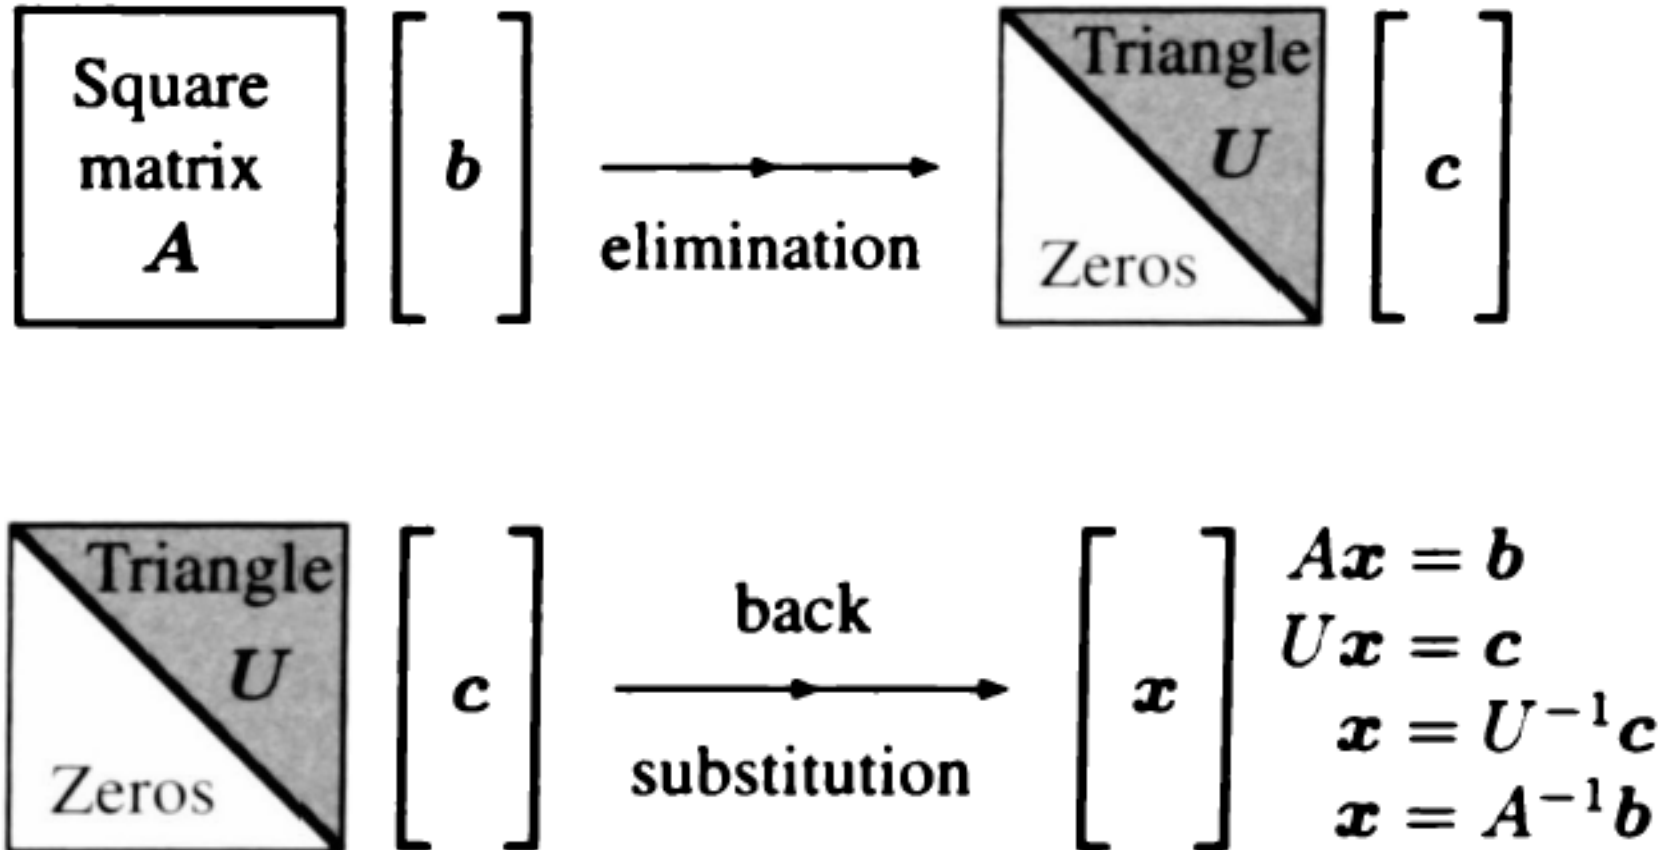 Square
matrix
A
b
elimination
Triangle
U
Zeros
c
Triangle
U
Zeros
c
back
substitution
x
Ax = b
Ux = c
x = U⁻¹c
x = A⁻¹b